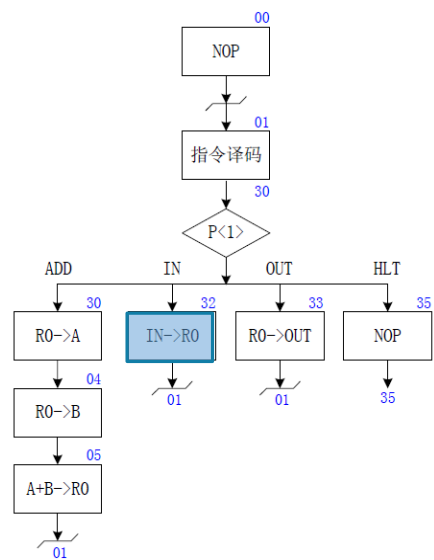 00
NOP
01
指令译码
30
P<1>
ADD IN OUT HLT
30 32 33 35
R0->A IN->R0 R0->OUT NOP
04 01 01 35
R0->B
05
A+B->R0
01